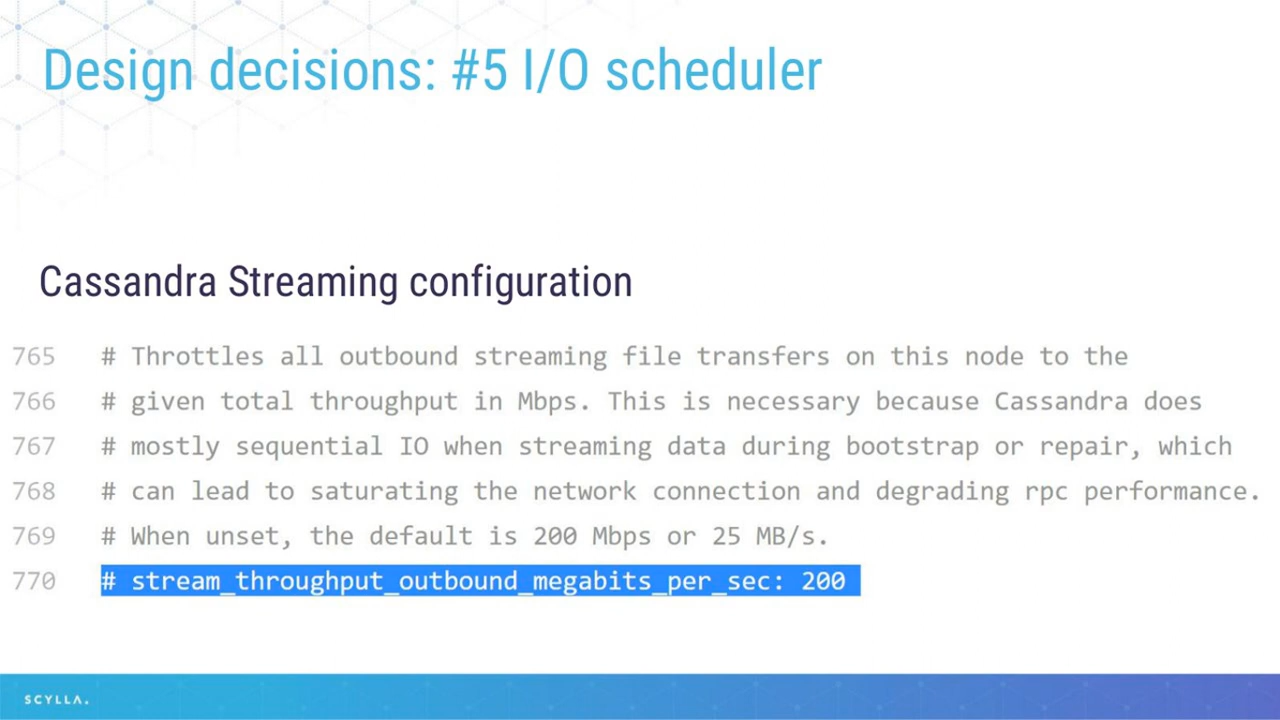 Design decisions: #5 I/O scheduler
Cassandra Streaming configuration
765 # Throttles all outbound streaming file transfers on this node to the
766 # given total throughput in Mbps. This is necessary because Cassandra does
767 # mostly sequential IO when streaming data during bootstrap or repair, which
768 # can lead to saturating the network connection and degrading rpc performance.
769 # When unset, the default is 200 Mbps or 25 MB/s.
770 # stream_throughput_outbound_megabits_per_sec: 200
SCYLLA.